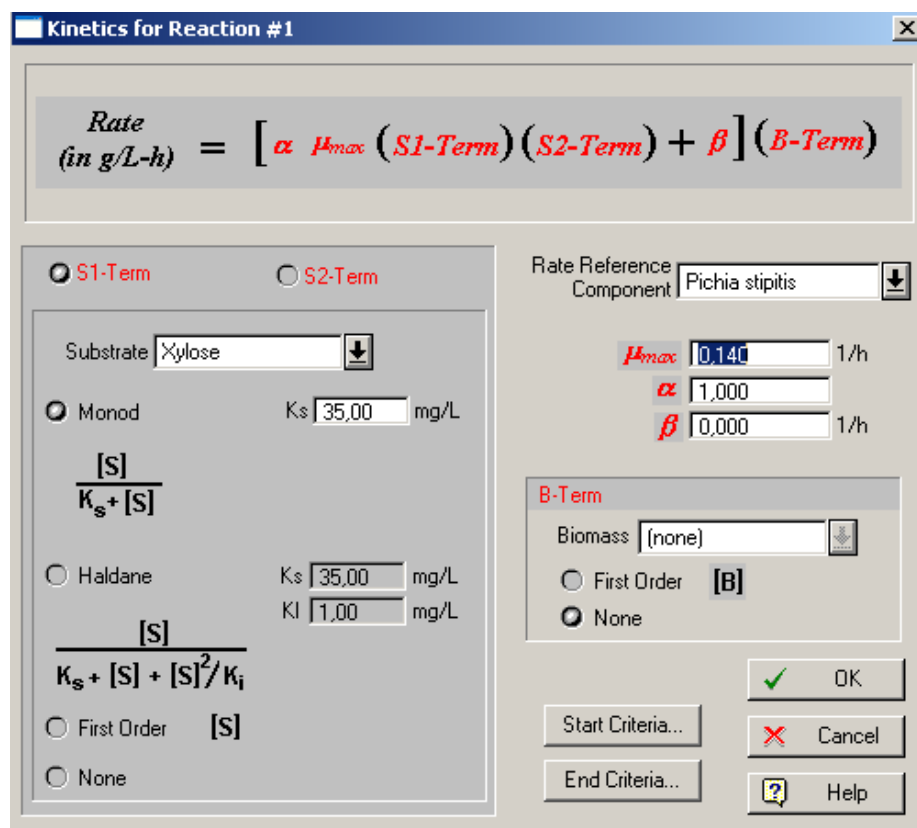 Kinetics for Reaction #1
Rate (in g/L-h) = [α μmax (S1-Term)(S2-Term) + β](B-Term)
S1-Term
S2-Term
Substrate Xylose
Monod Ks 35,00 mg/L
[S]
Ks + [S]
Haldane Ks 35,00 mg/L
KI 1,00 mg/L
[S]
Ks + [S] + [S]²/Ki
First Order [S]
None
Rate Reference
Component Pichia stipitis
μmax 0,140 1/h
α 1,000
β 0,000 1/h
B-Term
Biomass (none)
First Order [B]
None
OK
Start Criteria...
Cancel
End Criteria...
Help